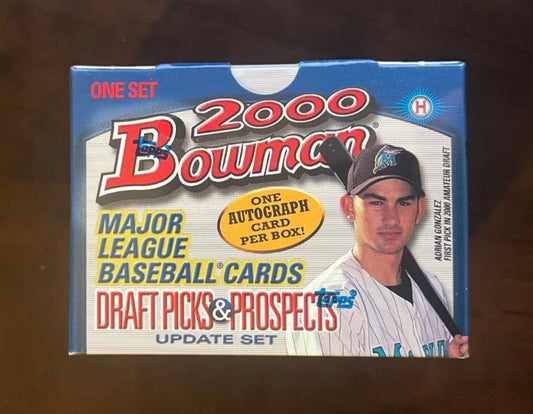 ONE SET
H
2000
Bowman®
Topps
ONE
AUTOGRAPH
CARD
PER BOX!
MAJOR
LEAGUE
BASEBALL® CARDS
DRAFT PICKS & PROSPECTS
Topps
UPDATE SET
ADRIAN GONZALEZ
FIRST PICK IN 2000 AMATEUR DRAFT
M